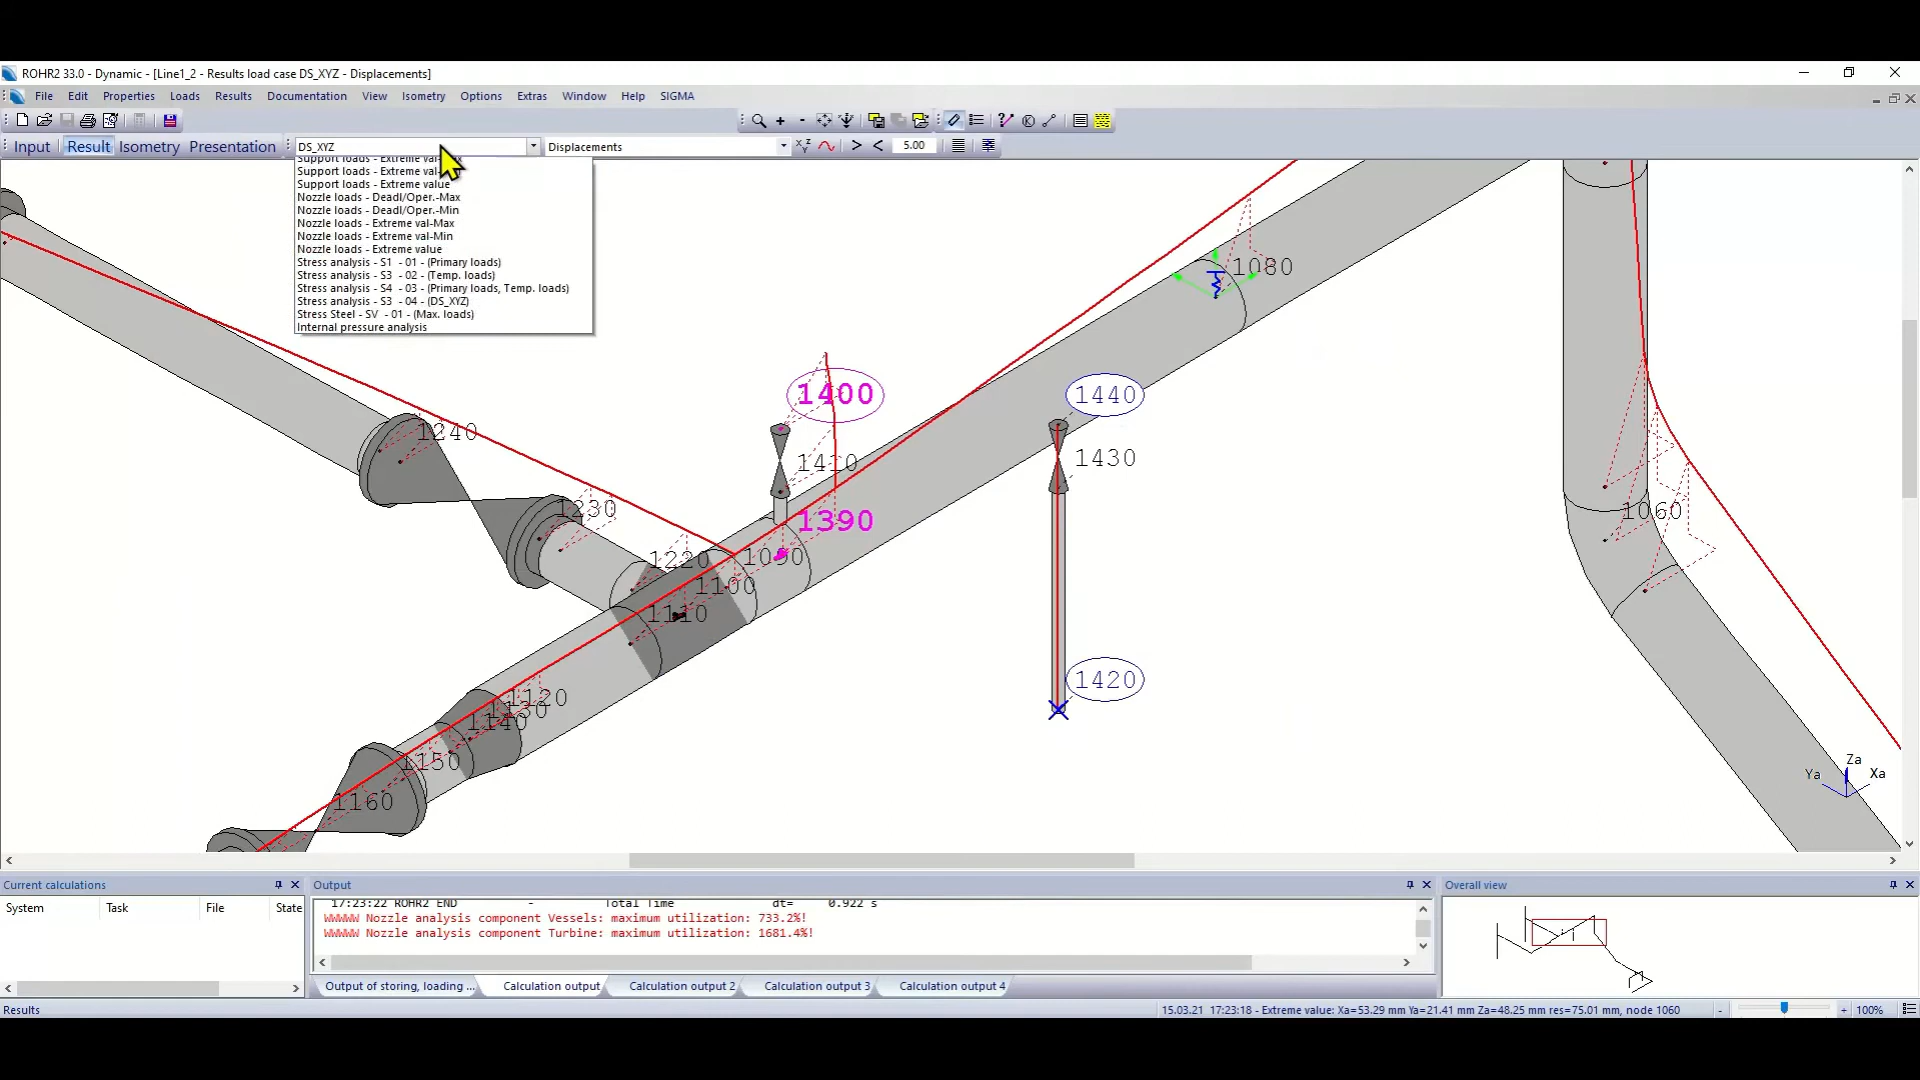 ROHR2 33.0 - Dynamic - [Line1_2 - Results load case DS_XYZ - Displacements]
File Edit Properties Loads Results Documentation View Isometry Options Extras Window Help SIGMA
Input Result Isometry Presentation DS_XYZ Displacements > < 5.00
Support loads - Extreme val
Support loads - Extreme val
Support loads - Extreme value
Nozzle loads - Deadl/Oper.-Max
Nozzle loads - Deadl/Oper.-Min
Nozzle loads - Extreme val-Max
Nozzle loads - Extreme val-Min
Nozzle loads - Extreme value
Stress analysis - S1 - 01 - (Primary loads)
Stress analysis - S3 - 02 - (Temp. loads)
Stress analysis - S4 - 03 - (Primary loads, Temp. loads)
Stress analysis - S3 - 04 - (DS_XYZ)
Stress Steel - SV - 01 - (Max. loads)
Internal pressure analysis
1080
1400
1440
1240
1410
1430
1230
1390
1060
1220
1090
1100
1110
1420
1120
1130
1140
1150
1160
Za
Ya
Xa
Current calculations
System Task File State
Output
17:23:22 ROHR2 END - Total Time dt= 0.922 s
WWWWW Nozzle analysis component Vessels: maximum utilization: 733.2%!
WWWWW Nozzle analysis component Turbine: maximum utilization: 1681.4%!
Output of storing, loading ... Calculation output Calculation output 2 Calculation output 3 Calculation output 4
Overall view
Results
15.03.21 17:23:18 - Extreme value: Xa=53.29 mm Ya=21.41 mm Za=48.25 mm res=75.01 mm, node 1060
- + 100%